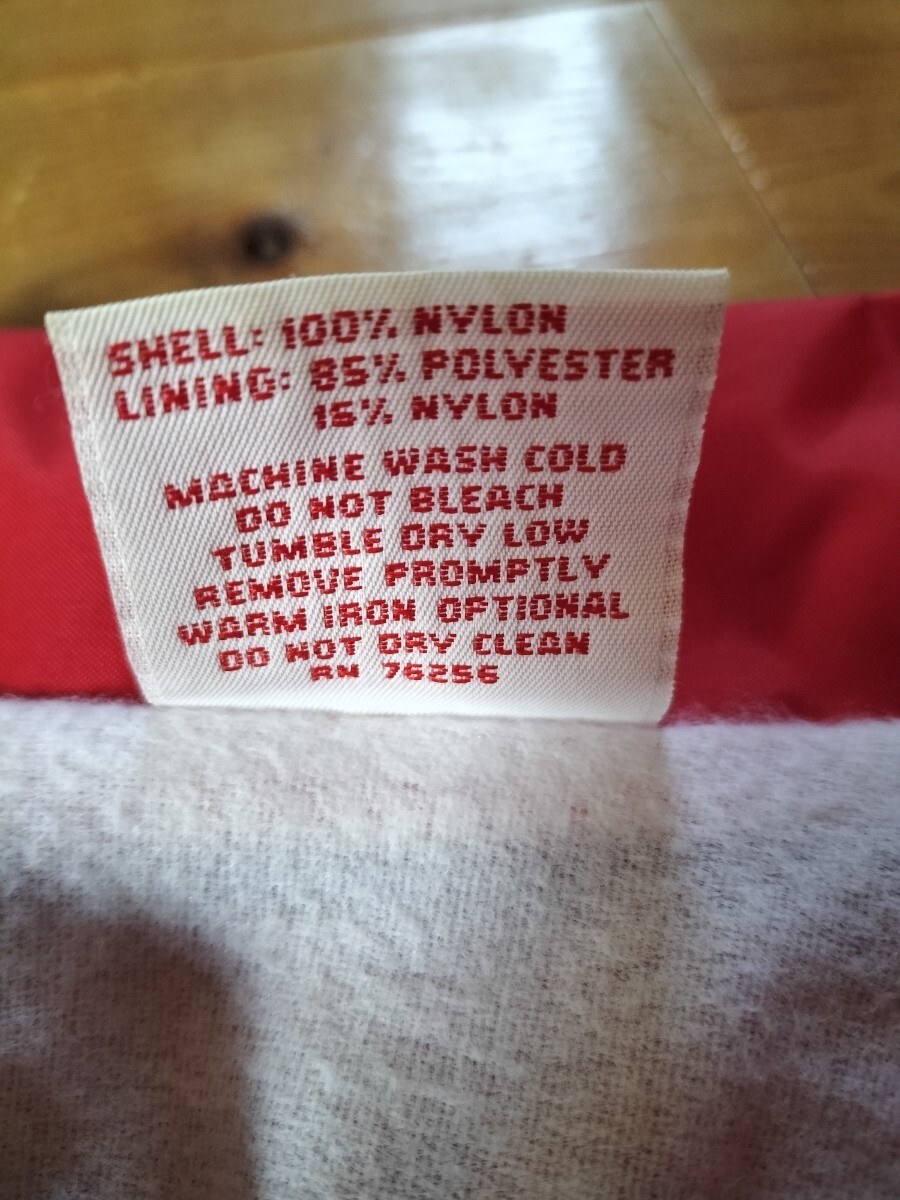 SHELL: 100% NYLON
LINING: 85% POLYESTER
15% NYLON
MACHINE WASH COLD
DO NOT BLEACH
TUMBLE DRY LOW
REMOVE PROMPTLY
WARM IRON OPTIONAL
DO NOT DRY CLEAN
RN 76256